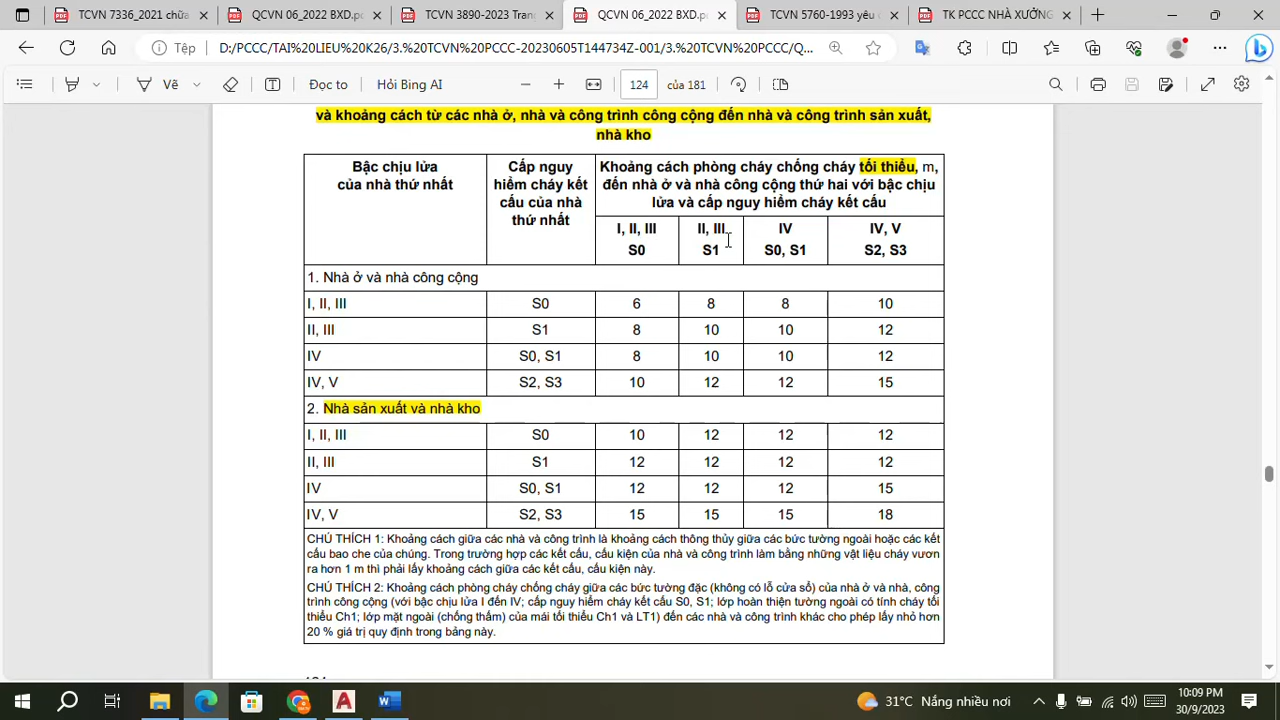 TCVN 7336_2021 chữa
QCVN 06_2022 BXD.pd
TCVN 3890-2023 Tran
QCVN 06_2022 BXD.pd
TCVN 5760-1993 yêu c
TK PCCC NHÀ XƯỞNG
Tệp D:/PCCC/TAI%20LIEU%20K26/3.%20TCVN%20PCCC-20230605T144734Z-001/3.%20TCVN%20PCCC/Q...
Vẽ Đọc to Hỏi Bing AI 124 của 181
và khoảng cách từ các nhà ở, nhà và công trình công cộng đến nhà và công trình sản xuất,
nhà kho
Bậc chịu lửa
của nhà thứ nhất
Cấp nguy
hiểm cháy kết
cấu của nhà
thứ nhất
Khoảng cách phòng cháy chống cháy tối thiểu, m,
đến nhà ở và nhà công cộng thứ hai với bậc chịu
lửa và cấp nguy hiểm cháy kết cấu
I, II, III II, III IV IV, V
S0 S1 S0, S1 S2, S3
1. Nhà ở và nhà công cộng
I, II, III S0 6 8 8 10
II, III S1 8 10 10 12
IV S0, S1 8 10 10 12
IV, V S2, S3 10 12 12 15
2. Nhà sản xuất và nhà kho
I, II, III S0 10 12 12 12
II, III S1 12 12 12 12
IV S0, S1 12 12 12 15
IV, V S2, S3 15 15 15 18
CHÚ THÍCH 1: Khoảng cách giữa các nhà và công trình là khoảng cách thông thủy giữa các bức tường ngoài hoặc các kết
cấu bao che của chúng. Trong trường hợp các kết cấu, cấu kiện của nhà và công trình làm bằng những vật liệu cháy vươn
ra hơn 1 m thì phải lấy khoảng cách giữa các kết cấu, cấu kiện này.
CHÚ THÍCH 2: Khoảng cách phòng cháy chống cháy giữa các bức tường đặc (không có lỗ cửa sổ) của nhà ở và nhà, công
trình công cộng (với bậc chịu lửa I đến IV; cấp nguy hiểm cháy kết cấu S0, S1; lớp hoàn thiện tường ngoài có tính cháy tối
thiểu Ch1; lớp mặt ngoài (chống thấm) của mái tối thiểu Ch1 và LT1) đến các nhà và công trình khác cho phép lấy nhỏ hơn
20 % giá trị quy định trong bảng này.
31°C Nắng nhiều nơi
10:09 PM
30/9/2023